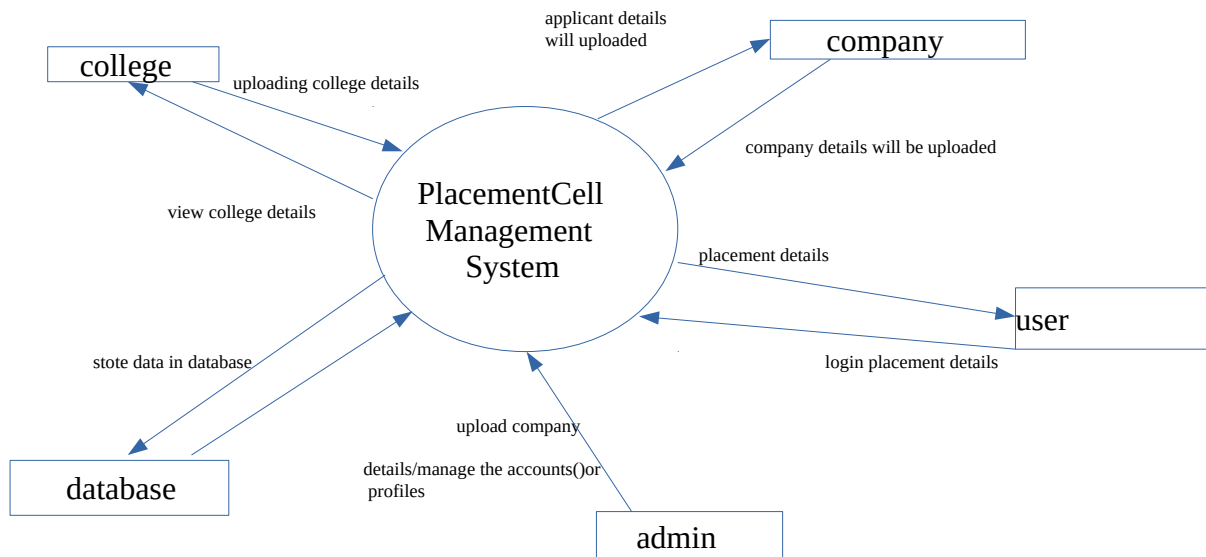 applicant details
will uploaded
company
college
uploading college details
company details will be uploaded
PlacementCell
Management
System
view college details
placement details
user
login placement details
stote data in database
upload company
details/manage the accounts()or
profiles
database
admin